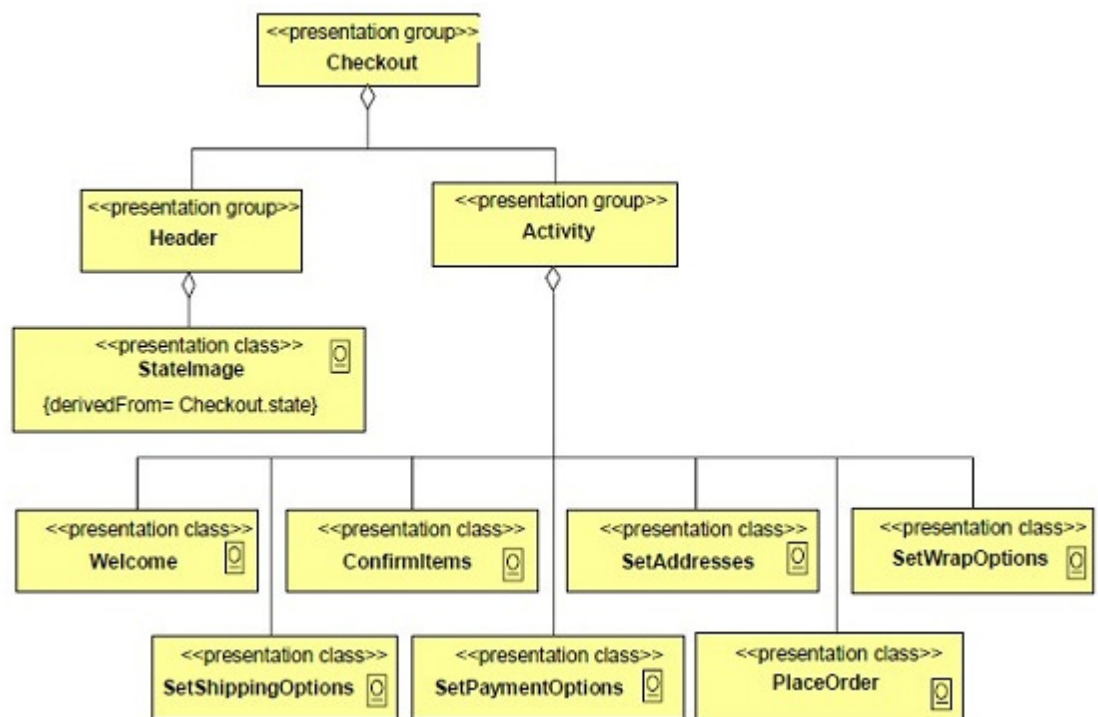 <<presentation group>>
Checkout
<<presentation group>>
Header
<<presentation group>>
Activity
<<presentation class>>
StateImage
{derivedFrom= Checkout.state}
<<presentation class>>
Welcome
<<presentation class>>
ConfirmItems
<<presentation class>>
SetAddresses
<<presentation class>>
SetWrapOptions
<<presentation class>>
SetShippingOptions
<<presentation class>>
SetPaymentOptions
<<presentation class>>
PlaceOrder